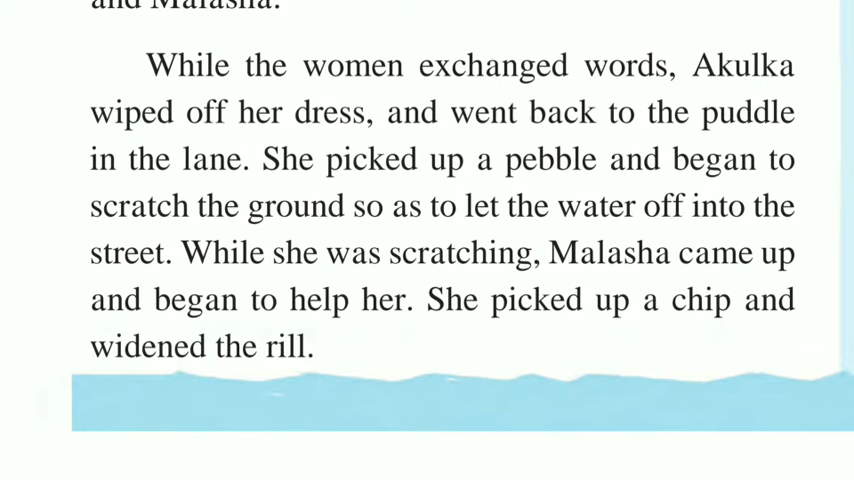 and Malasha.
While the women exchanged words, Akulka
wiped off her dress, and went back to the puddle
in the lane. She picked up a pebble and began to
scratch the ground so as to let the water off into the
street. While she was scratching, Malasha came up
and began to help her. She picked up a chip and
widened the rill.